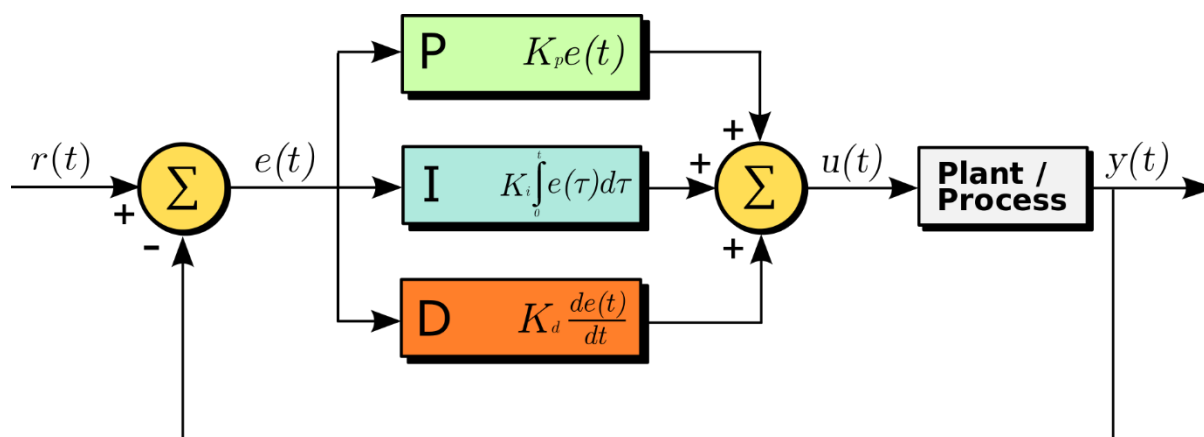 P K_p e(t)
r(t)
+
-
Σ
e(t)
I K_i ∫_0^t e(τ)dτ
D K_d de(t)/dt
+
+
+
Σ
u(t)
Plant /
Process
y(t)